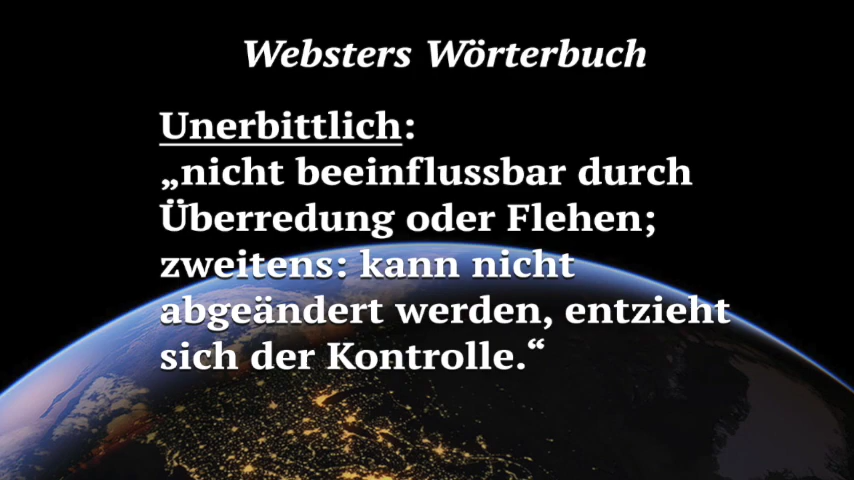 Websters Wörterbuch
Unerbittlich:
„nicht beeinflussbar durch
Überredung oder Flehen;
zweitens: kann nicht
abgeändert werden, entzieht
sich der Kontrolle.“